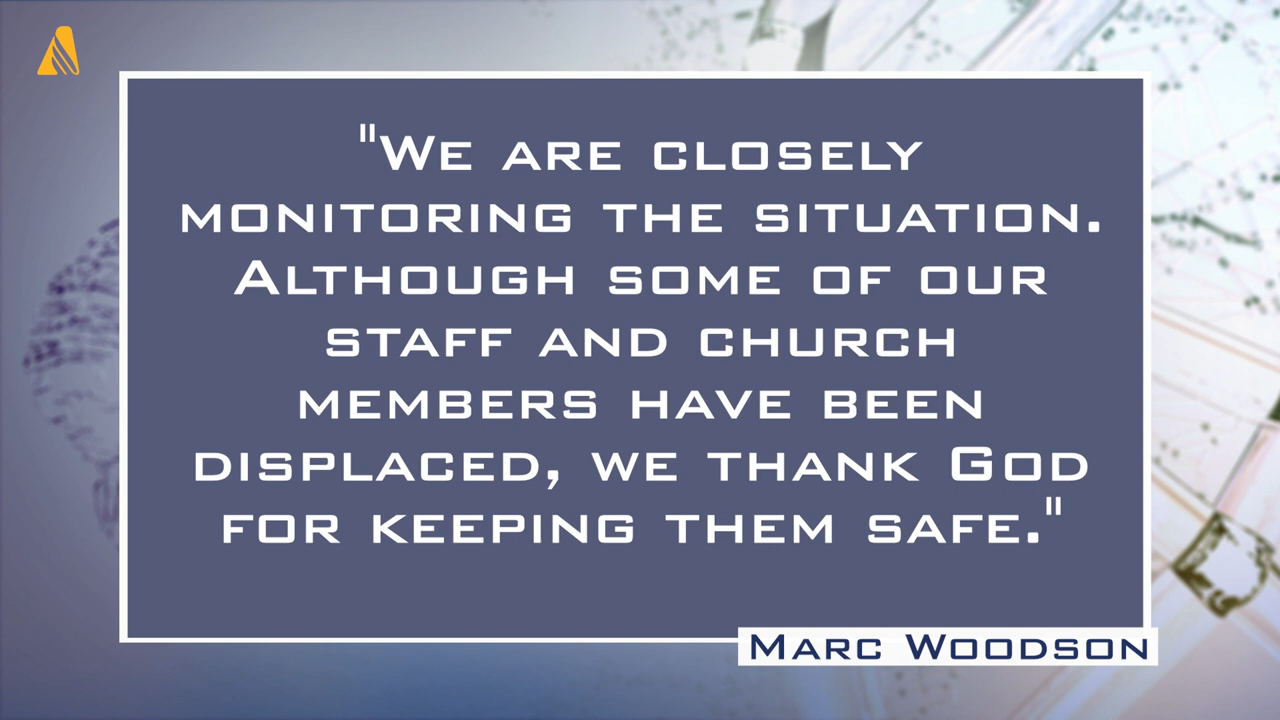 "We are closely
monitoring the situation.
Although some of our
staff and church
members have been
displaced, we thank God
for keeping them safe."
Marc Woodson